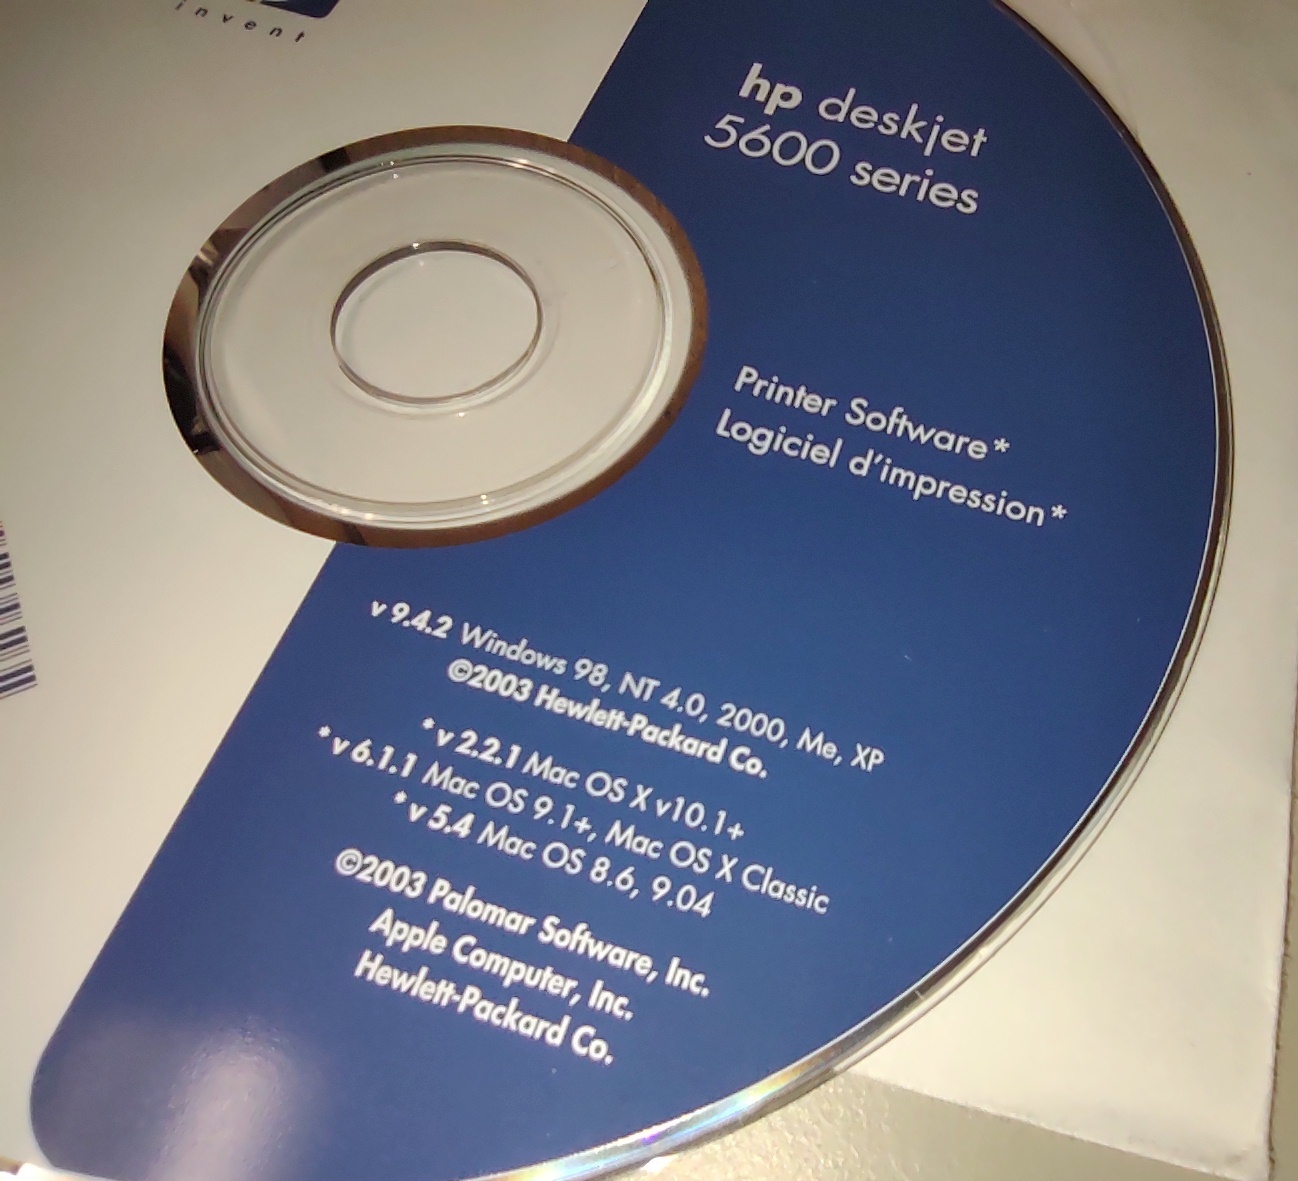 invent
hp deskjet
5600 series
Printer Software*
Logiciel d'impression*
v 9.4.2 Windows 98, NT 4.0, 2000, Me, XP
©2003 Hewlett-Packard Co.
*v 2.2.1 Mac OS X v10.1+
*v 6.1.1 Mac OS 9.1+, Mac OS X Classic
*v 5.4 Mac OS 8.6, 9.04
©2003 Palomar Software, Inc.
Apple Computer, Inc.
Hewlett-Packard Co.